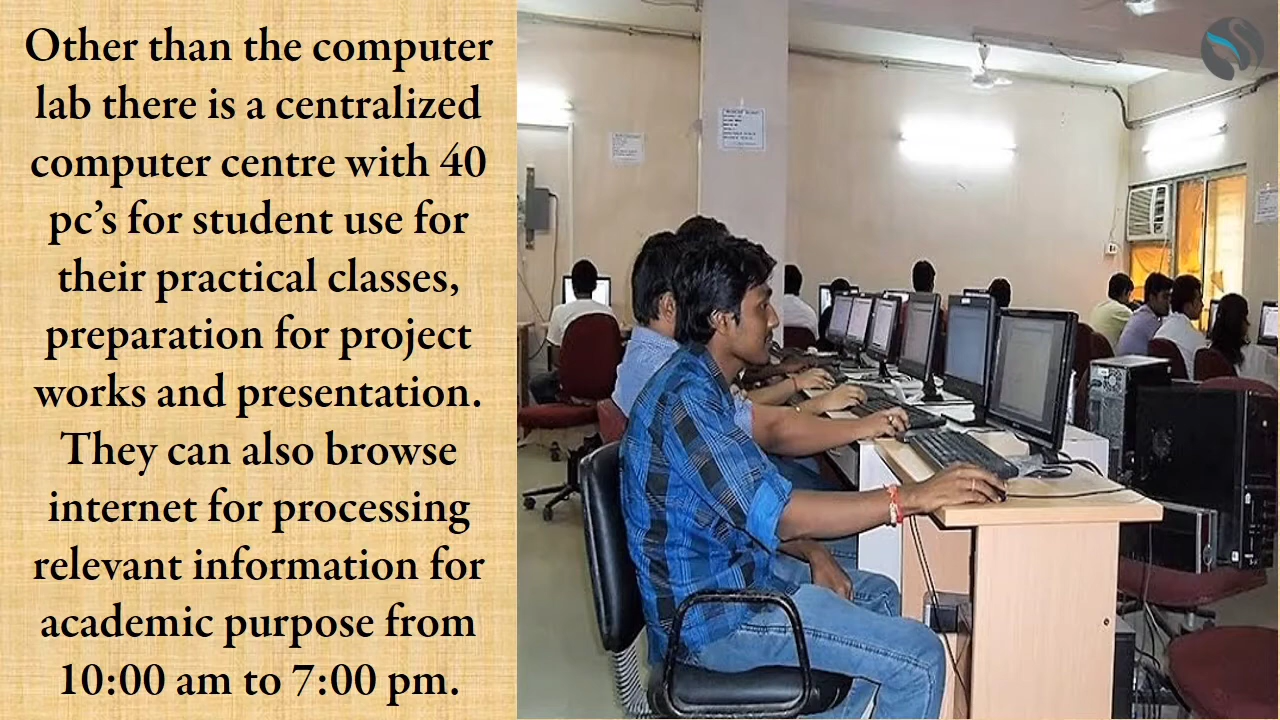 Other than the computer
lab there is a centralized
computer centre with 40
pc’s for student use for
their practical classes,
preparation for project
works and presentation.
They can also browse
internet for processing
relevant information for
academic purpose from
10:00 am to 7:00 pm.